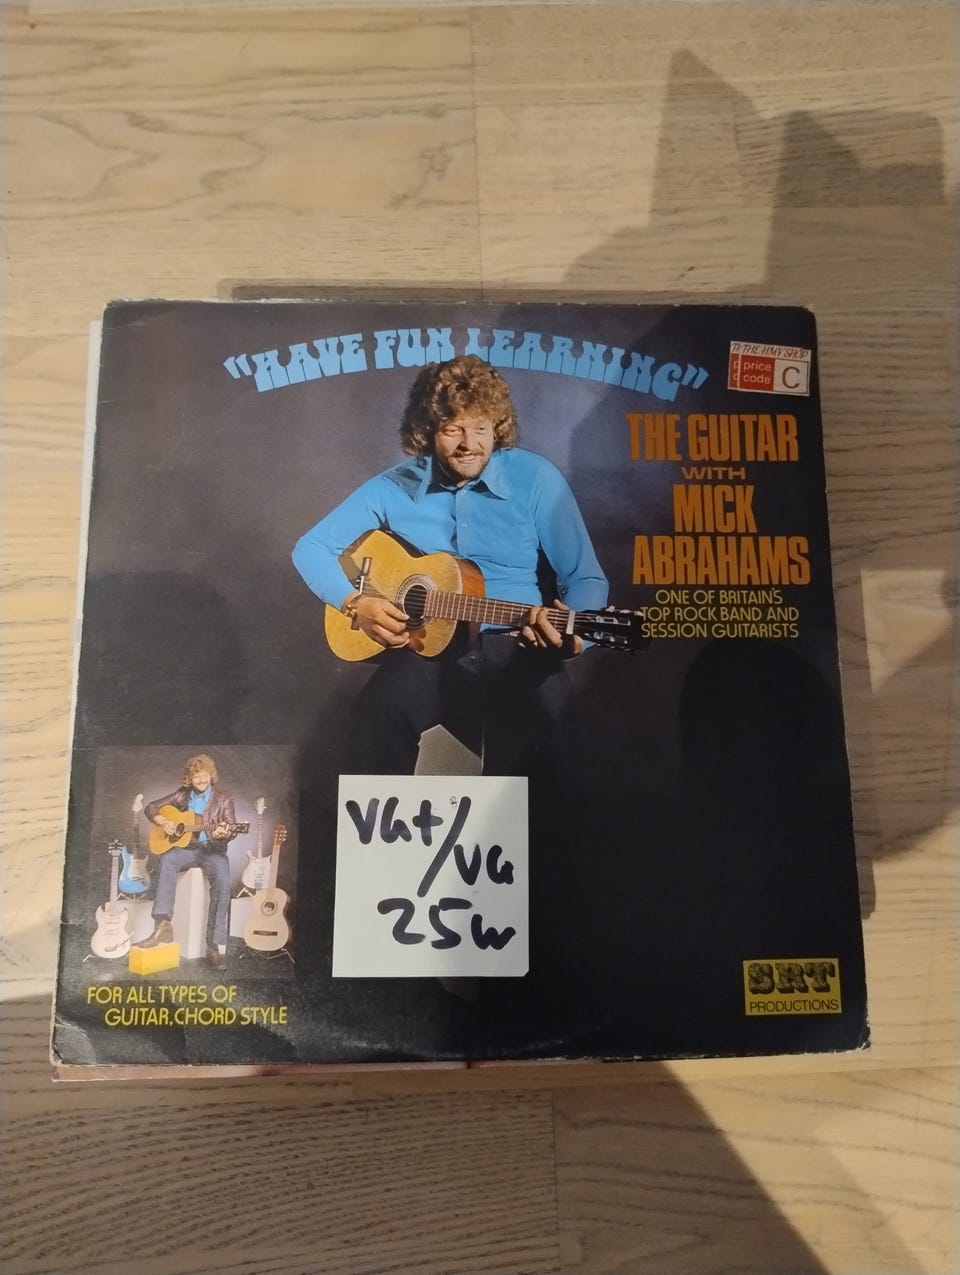 "HAVE FUN LEARNING"
THE HMV SHOP
price
code C
THE GUITAR
WITH
MICK
ABRAHAMS
ONE OF BRITAIN'S
TOP ROCK BAND AND
SESSION GUITARISTS
VG+/VG
25w
FOR ALL TYPES OF
GUITAR, CHORD STYLE
SRT
PRODUCTIONS